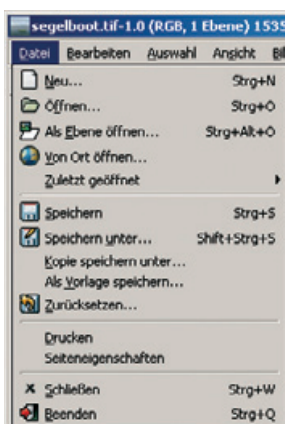 segelboot.tif-1.0 (RGB, 1 Ebene) 1535
Datei Bearbeiten Auswahl Ansicht Bil
Neu... Strg+N
Öffnen... Strg+O
Als Ebene öffnen... Strg+Alt+O
Von Ort öffnen...
Zuletzt geöffnet
Speichern Strg+S
Speichern unter... Shift+Strg+S
Kopie speichern unter...
Als Vorlage speichern...
Zurücksetzen...
Drucken
Seiteneigenschaften
Schließen Strg+W
Beenden Strg+Q